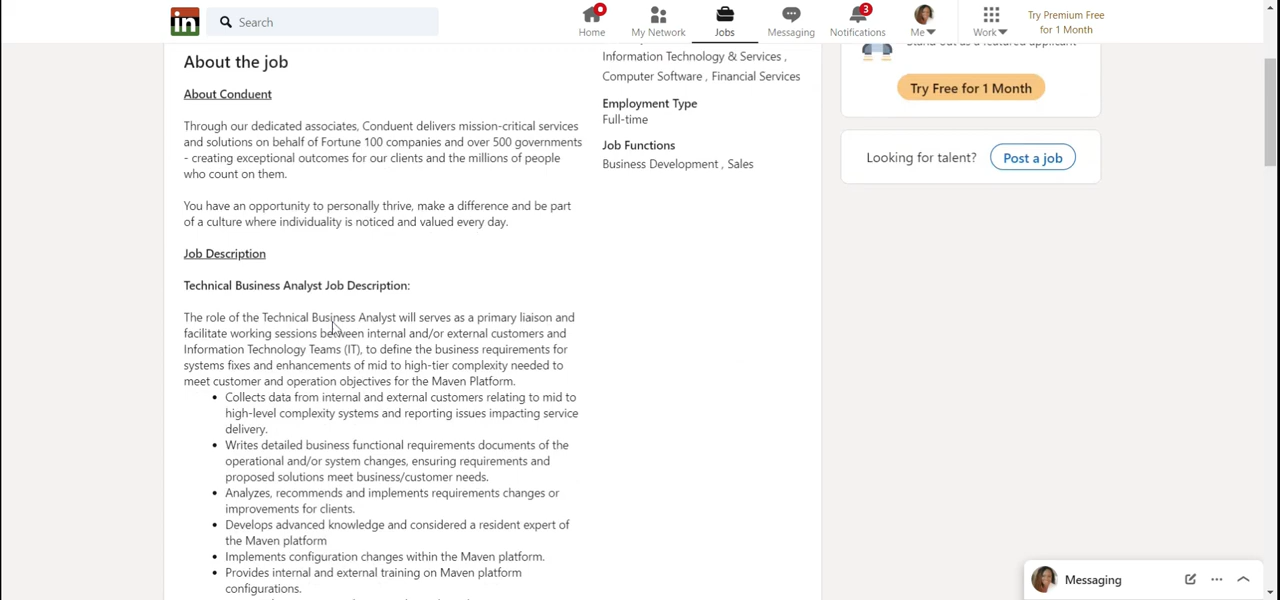 in
Search
Home
My Network
Jobs
Messaging
3
Notifications
Me
Work
Try Premium Free
for 1 Month
About the job
About Conduent
Through our dedicated associates, Conduent delivers mission-critical services
and solutions on behalf of Fortune 100 companies and over 500 governments
- creating exceptional outcomes for our clients and the millions of people
who count on them.
You have an opportunity to personally thrive, make a difference and be part
of a culture where individuality is noticed and valued every day.
Job Description
Technical Business Analyst Job Description:
The role of the Technical Business Analyst will serves as a primary liaison and
facilitate working sessions between internal and/or external customers and
Information Technology Teams (IT), to define the business requirements for
systems fixes and enhancements of mid to high-tier complexity needed to
meet customer and operation objectives for the Maven Platform.
• Collects data from internal and external customers relating to mid to
high-level complexity systems and reporting issues impacting service
delivery.
• Writes detailed business functional requirements documents of the
operational and/or system changes, ensuring requirements and
proposed solutions meet business/customer needs.
• Analyzes, recommends and implements requirements changes or
improvements for clients.
• Develops advanced knowledge and considered a resident expert of
the Maven platform
• Implements configuration changes within the Maven platform.
• Provides internal and external training on Maven platform
configurations.
Information Technology & Services ,
Computer Software , Financial Services
Employment Type
Full-time
Job Functions
Business Development , Sales
Stand out as a featured applicant
Try Free for 1 Month
Looking for talent?
Post a job
Messaging